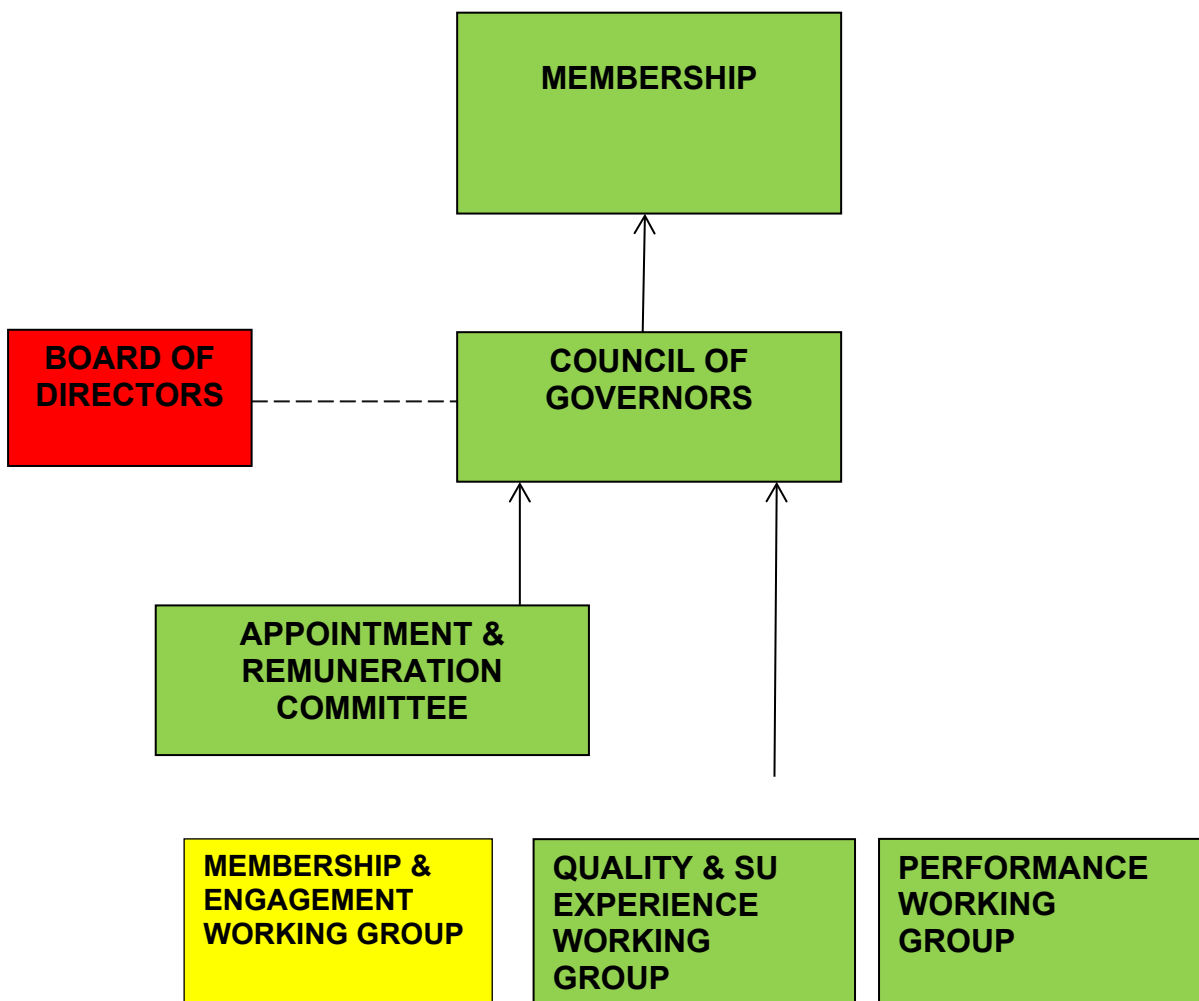 MEMBERSHIP
BOARD OF
DIRECTORS
COUNCIL OF
GOVERNORS
APPOINTMENT &
REMUNERATION
COMMITTEE
MEMBERSHIP &
ENGAGEMENT
WORKING GROUP
QUALITY & SU
EXPERIENCE
WORKING
GROUP
PERFORMANCE
WORKING
GROUP